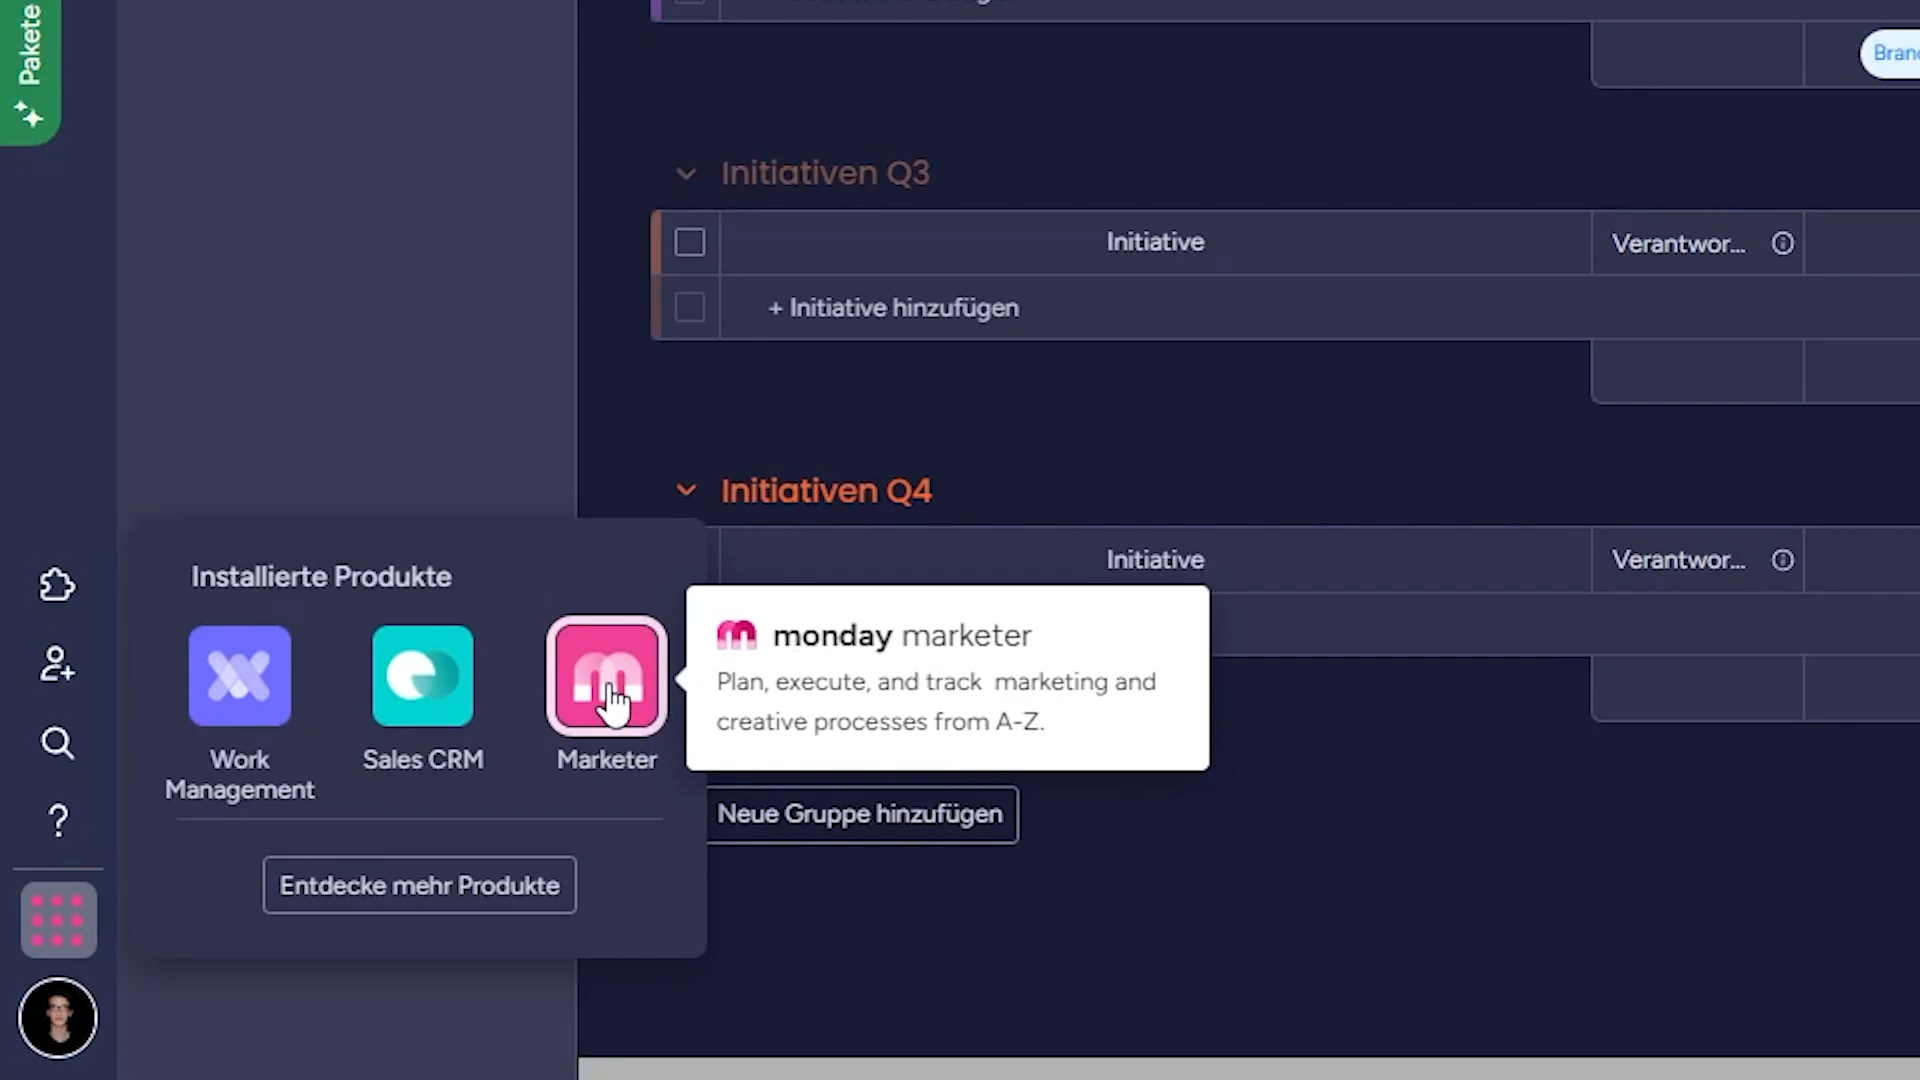 Pakete
Bran
Initiativen Q3
Initiative
Verantwor...
+ Initiative hinzufügen
Initiativen Q4
Initiative
Verantwor...
Installierte Produkte
Work
Management
Sales CRM
Marketer
monday marketer
Plan, execute, and track marketing and
creative processes from A-Z.
Neue Gruppe hinzufügen
Entdecke mehr Produkte